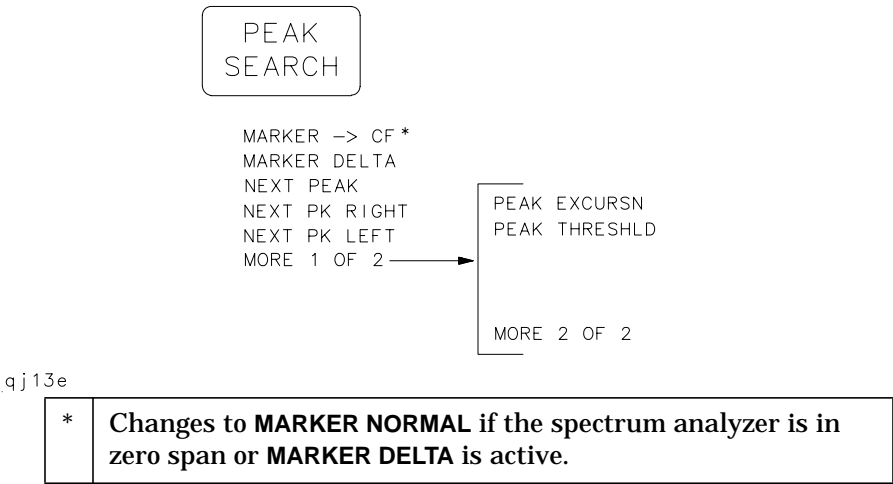 PEAK
SEARCH
MARKER –> CF*
MARKER DELTA
NEXT PEAK
NEXT PK RIGHT
NEXT PK LEFT
MORE 1 OF 2
PEAK EXCURSN
PEAK THRESHLD
MORE 2 OF 2
qj13e
* Changes to MARKER NORMAL if the spectrum analyzer is in
zero span or MARKER DELTA is active.